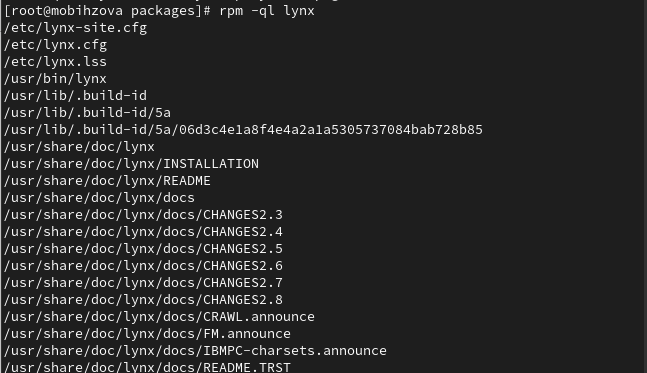 [root@mobihzova packages]# rpm -ql lynx
/etc/lynx-site.cfg
/etc/lynx.cfg
/etc/lynx.lss
/usr/bin/lynx
/usr/lib/.build-id
/usr/lib/.build-id/5a
/usr/lib/.build-id/5a/06d3c4e1a8f4e4a2a1a5305737084bab728b85
/usr/share/doc/lynx
/usr/share/doc/lynx/INSTALLATION
/usr/share/doc/lynx/README
/usr/share/doc/lynx/docs
/usr/share/doc/lynx/docs/CHANGES2.3
/usr/share/doc/lynx/docs/CHANGES2.4
/usr/share/doc/lynx/docs/CHANGES2.5
/usr/share/doc/lynx/docs/CHANGES2.6
/usr/share/doc/lynx/docs/CHANGES2.7
/usr/share/doc/lynx/docs/CHANGES2.8
/usr/share/doc/lynx/docs/CRAWL.announce
/usr/share/doc/lynx/docs/FM.announce
/usr/share/doc/lynx/docs/IBMPC-charsets.announce
/usr/share/doc/lynx/docs/README.TRST